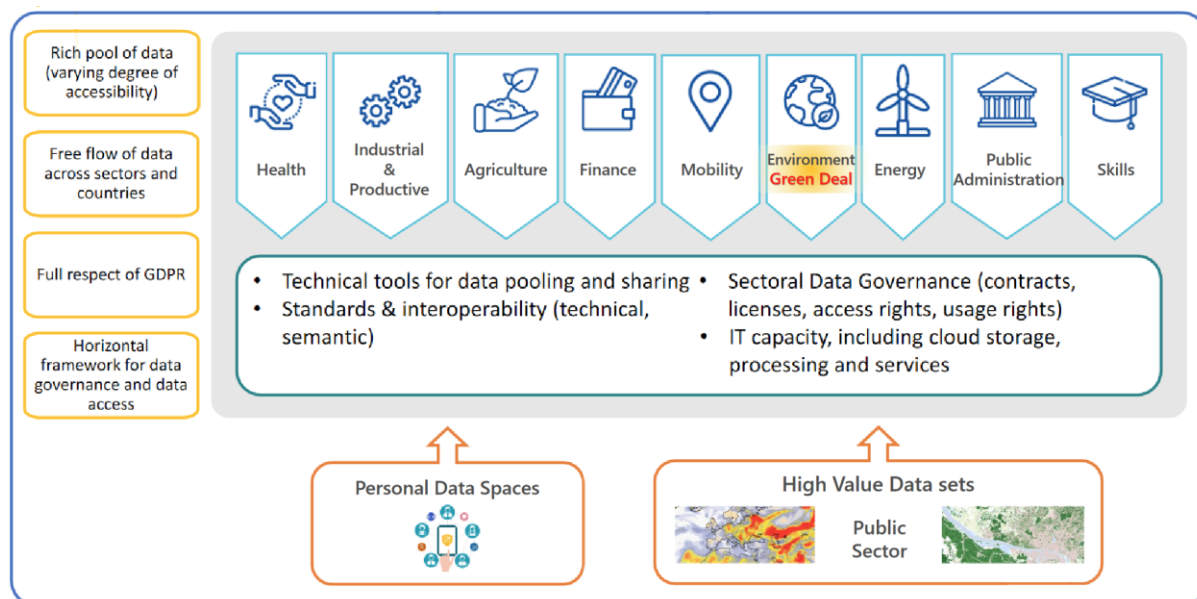 Rich pool of data
(varying degree of
accessibility)
Free flow of data
across sectors and
countries
Full respect of GDPR
Horizontal
framework for data
governance and data
access
Health
Industrial
&
Productive
Agriculture
Finance
Mobility
Environment
Green Deal
Energy
Public
Administration
Skills
• Technical tools for data pooling and sharing
• Standards & interoperability (technical,
semantic)
• Sectoral Data Governance (contracts,
licenses, access rights, usage rights)
• IT capacity, including cloud storage,
processing and services
Personal Data Spaces
High Value Data sets
Public
Sector